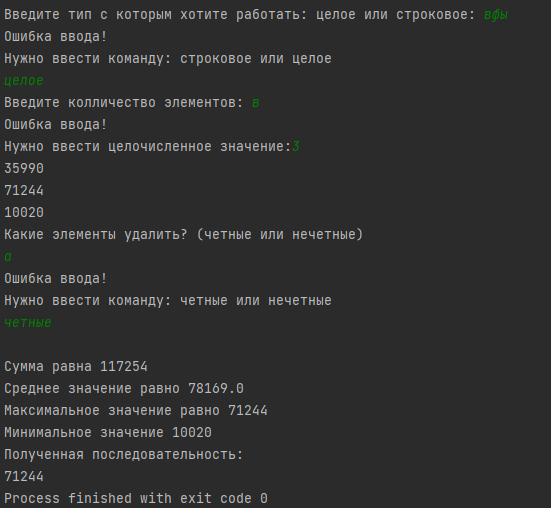 Введите тип с которым хотите работать: целое или строковое: вфы
Ошибка ввода!
Нужно ввести команду: строковое или целое
целое
Введите колличество элементов: в
Ошибка ввода!
Нужно ввести целочисленное значение:3
35990
71244
10020
Какие элементы удалить? (четные или нечетные)
а
Ошибка ввода!
Нужно ввести команду: четные или нечетные
четные
Сумма равна 117254
Среднее значение равно 78169.0
Максимальное значение равно 71244
Минимальное значение 10020
Полученная последовательность:
71244
Process finished with exit code 0